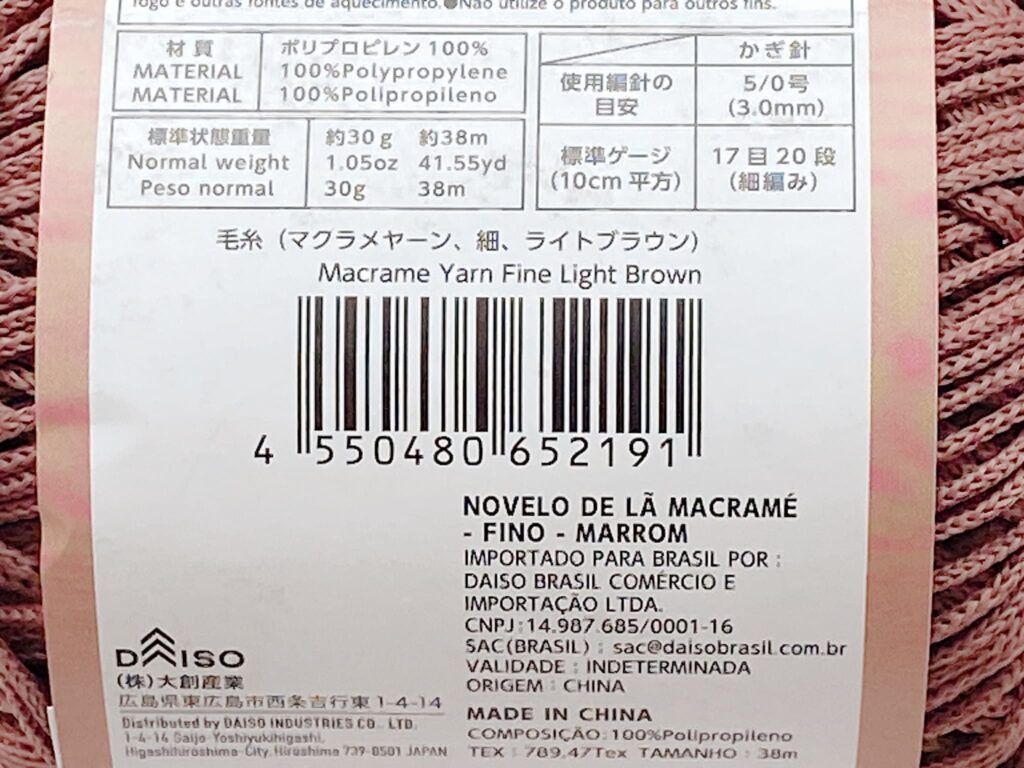 fogo e outras fontes de aquecimento.●Não utilize o produto para outros fins.
材質 ポリプロピレン 100%
MATERIAL 100%Polypropylene
MATERIAL 100%Polipropileno
標準状態重量 約30g 約38m
Normal weight 1.05oz 41.55yd
Peso normal 30g 38m
かぎ針
使用編針の目安 5/0号 (3.0mm)
標準ゲージ (10cm 平方) 17目20段 (細編み)
毛糸（マクラメヤーン、細、ライトブラウン）
Macrame Yarn Fine Light Brown
4 550480 652191
NOVELO DE LÃ MACRAMÉ
- FINO - MARROM
IMPORTADO PARA BRASIL POR :
DAISO BRASIL COMÉRCIO E
IMPORTAÇÃO LTDA.
CNPJ:14.987.685/0001-16
SAC(BRASIL) : sac@daisobrasil.com.br
VALIDADE : INDETERMINADA
ORIGEM : CHINA
MADE IN CHINA
COMPOSIÇÃO:100%Polipropileno
TEX : 789.47Tex TAMANHO : 38m
DAISO
(株)大創産業
広島県東広島市西条吉行東1-4-14
Distributed by DAISO INDUSTRIES CO., LTD.
1-4-14 Saijo-Yoshiyukihigashi,
Higashihiroshima-City, Hiroshima 739-8501 JAPAN